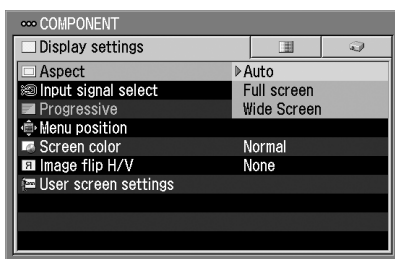 COMPONENT
Display settings
Aspect Auto
Input signal select Full screen
Progressive Wide Screen
Menu position
Screen color Normal
Image flip H/V None
User screen settings